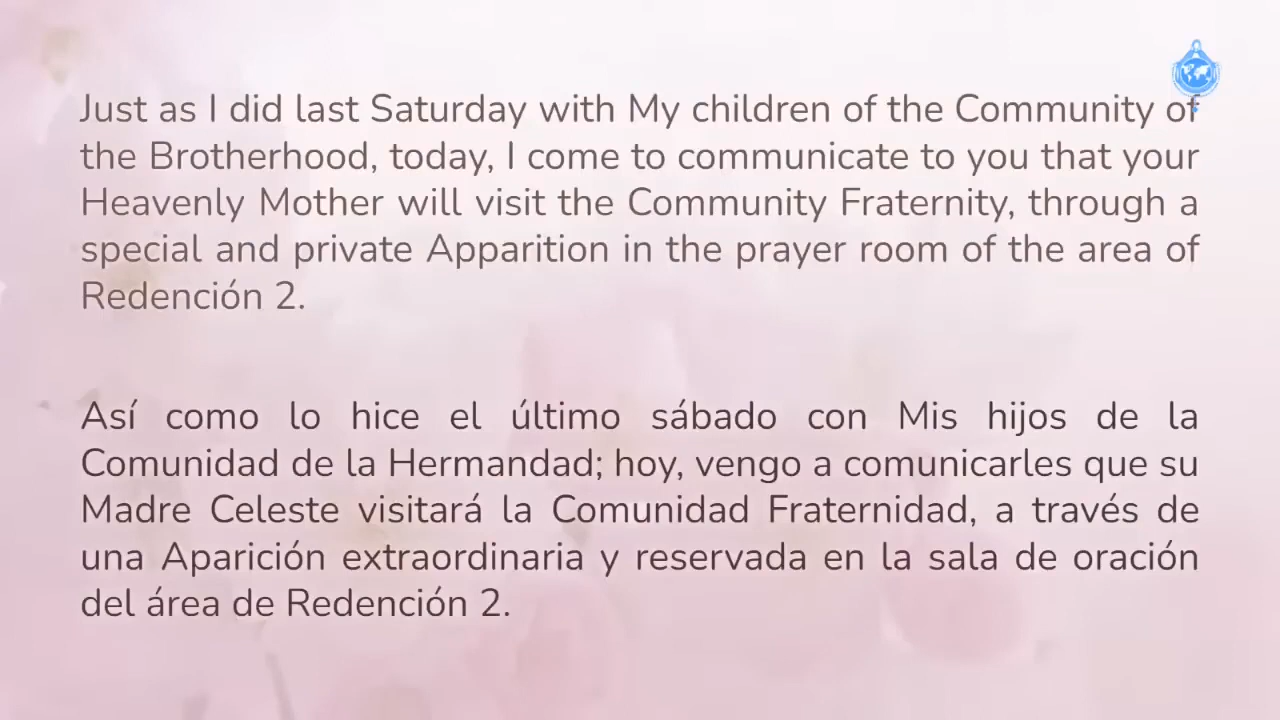 Just as I did last Saturday with My children of the Community of
the Brotherhood, today, I come to communicate to you that your
Heavenly Mother will visit the Community Fraternity, through a
special and private Apparition in the prayer room of the area of
Redención 2.
Así como lo hice el último sábado con Mis hijos de la
Comunidad de la Hermandad; hoy, vengo a comunicarles que su
Madre Celeste visitará la Comunidad Fraternidad, a través de
una Aparición extraordinaria y reservada en la sala de oración
del área de Redención 2.